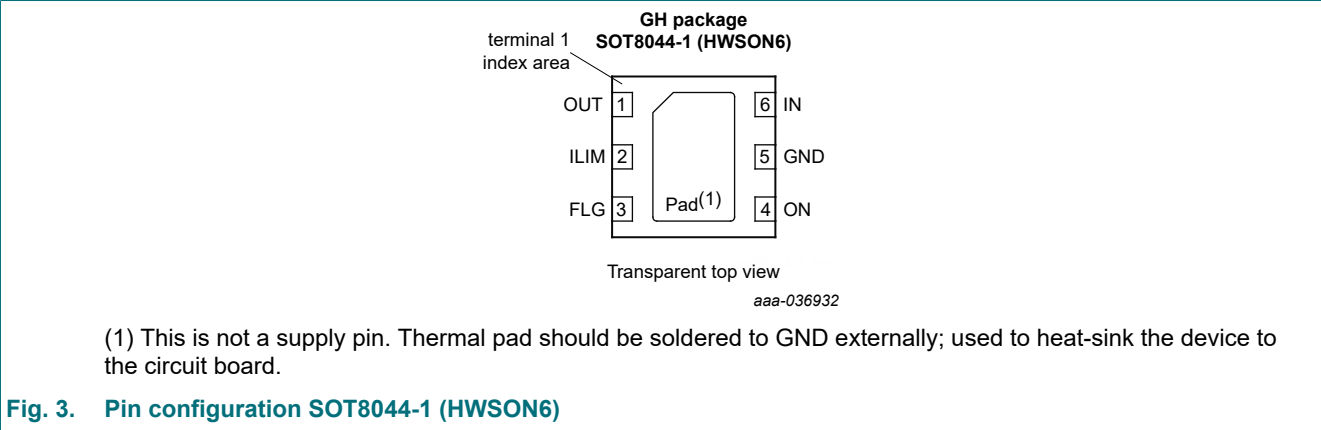 GH package
SOT8044-1 (HWSON6)
terminal 1
index area
OUT 1
6 IN
ILIM 2
5 GND
FLG 3
Pad(1)
4 ON
Transparent top view
aaa-036932
(1) This is not a supply pin. Thermal pad should be soldered to GND externally; used to heat-sink the device to
the circuit board.
Fig. 3. Pin configuration SOT8044-1 (HWSON6)